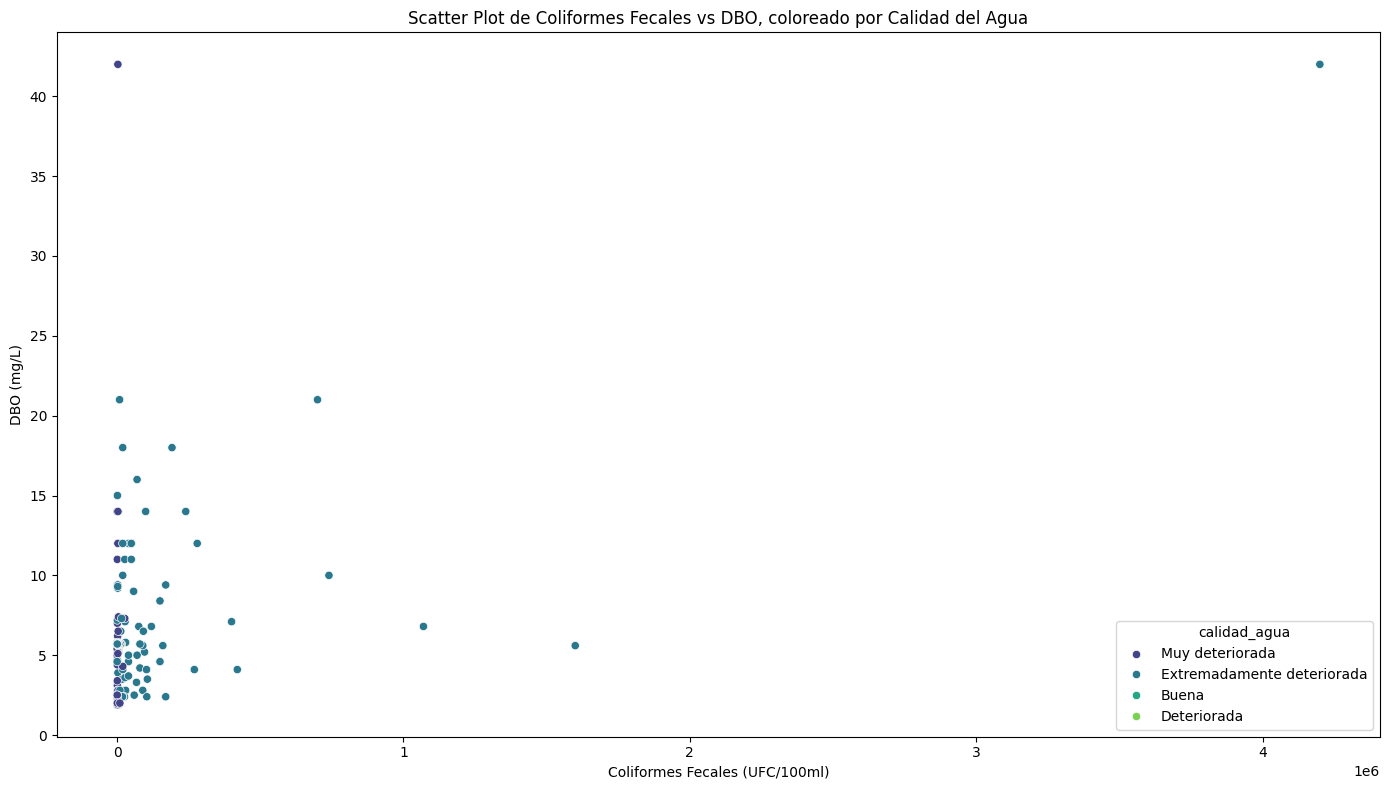 Scatter Plot de Coliformes Fecales vs DBO, coloreado por Calidad del Agua
40
35
30
25
20
15
10
5
0
DBO (mg/L)
calidad_agua
Muy deteriorada
Extremadamente deteriorada
Buena
Deteriorada
0 1 2 3 4
1e6
Coliformes Fecales (UFC/100ml)